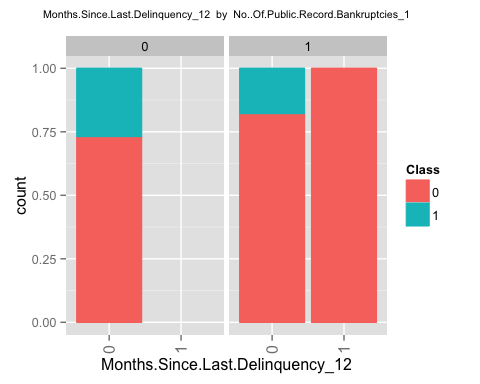 Months.Since.Last.Delinquency_12 by No..Of.Public.Record.Bankruptcies_1
0 1
1.00
0.75
0.50
0.25
0.00
count
0 1 0 1
Months.Since.Last.Delinquency_12
Class
0
1